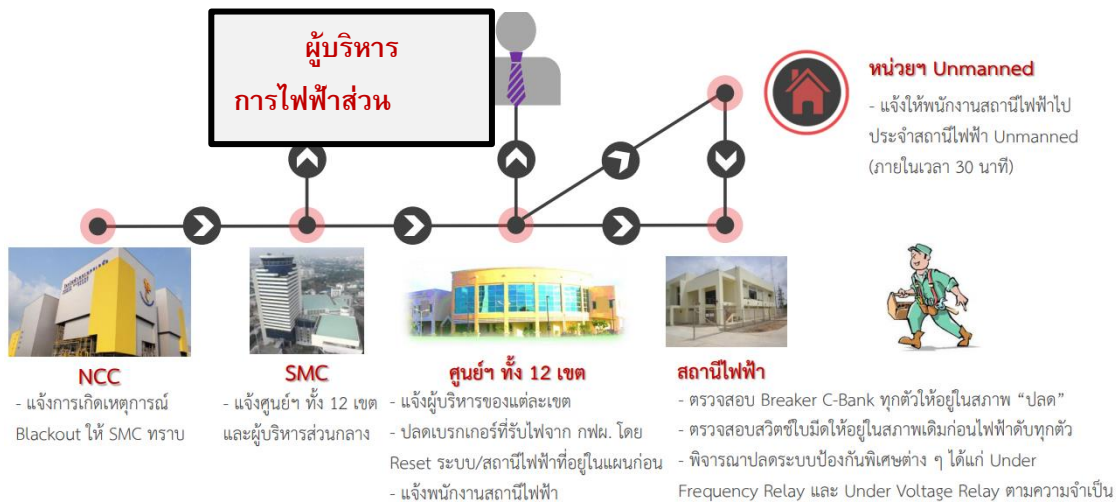 ผู้บริหาร
การไฟฟ้าส่วน
หน่วยฯ Unmanned
- แจ้งให้พนักงานสถานีไฟฟ้าไป
ประจำสถานีไฟฟ้า Unmanned
(ภายในเวลา 30 นาที)
NCC
- แจ้งการเกิดเหตุการณ์
Blackout ให้ SMC ทราบ
SMC
- แจ้งศูนย์ฯ ทั้ง 12 เขต
และผู้บริหารส่วนกลาง
ศูนย์ฯ ทั้ง 12 เขต
- แจ้งผู้บริหารของแต่ละเขต
- ปลดเบรกเกอร์ที่รับไฟจาก กฟผ. โดย
Reset ระบบ/สถานีไฟฟ้าที่อยู่ในแผนก่อน
- แจ้งพนักงานสถานีไฟฟ้า
สถานีไฟฟ้า
- ตรวจสอบ Breaker C-Bank ทุกตัวให้อยู่ในสภาพ “ปลด”
- ตรวจสอบสวิตช์ใบมีดให้อยู่ในสภาพเดิมก่อนไฟฟ้าดับทุกตัว
- พิจารณาปลดระบบป้องกันพิเศษต่าง ๆ ได้แก่ Under
Frequency Relay และ Under Voltage Relay ตามความจำเป็น